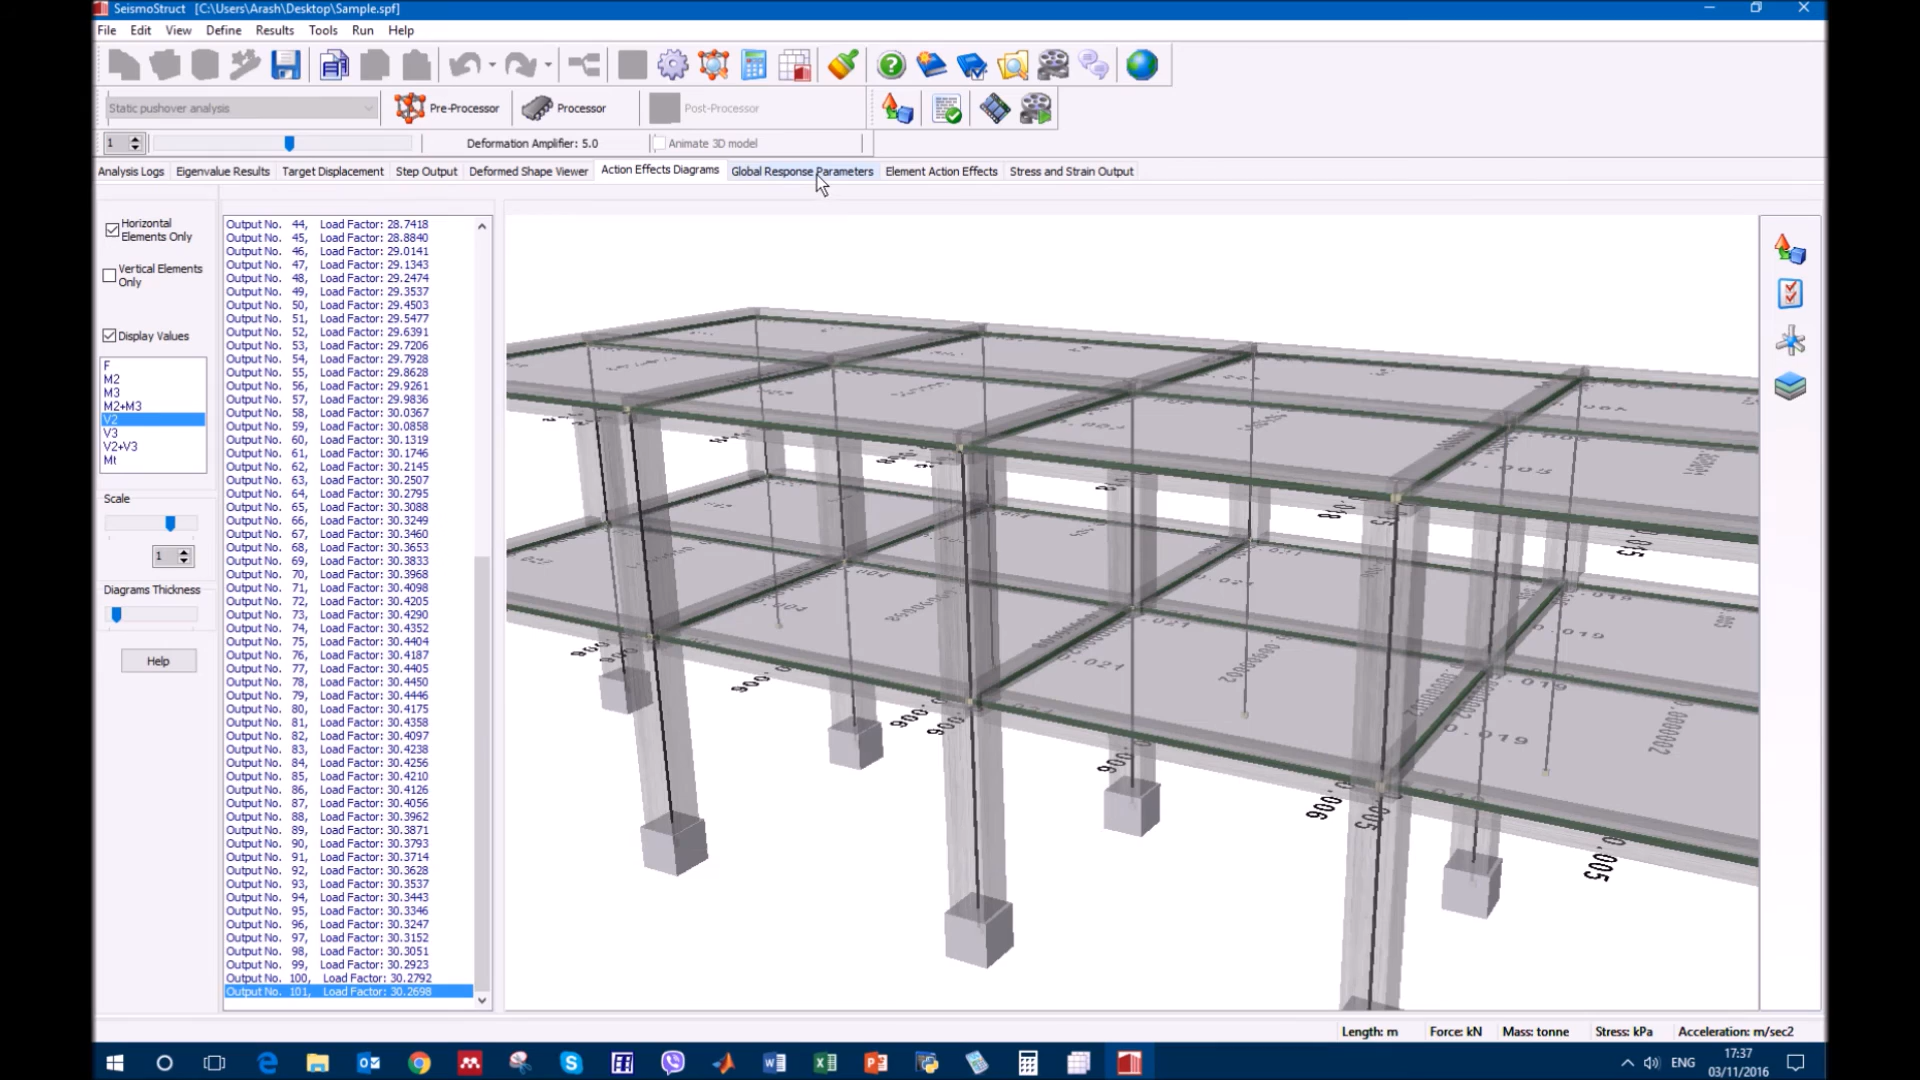 SeismoStruct [C:\Users\Arash\Desktop\Sample.spf]
File Edit View Define Results Tools Run Help
Static pushover analysis
Pre-Processor
Processor
Post-Processor
1
Deformation Amplifier: 5.0
Animate 3D model
Analysis Logs
Eigenvalue Results
Target Displacement
Step Output
Deformed Shape Viewer
Action Effects Diagrams
Global Response Parameters
Element Action Effects
Stress and Strain Output
Horizontal
Elements Only
Vertical Elements
Only
Display Values
F
M2
M3
M2+M3
V2
V3
V2+V3
Mt
Scale
1
Diagrams Thickness
Help
Output No. 44, Load Factor: 28.7418
Output No. 45, Load Factor: 28.8840
Output No. 46, Load Factor: 29.0141
Output No. 47, Load Factor: 29.1343
Output No. 48, Load Factor: 29.2474
Output No. 49, Load Factor: 29.3537
Output No. 50, Load Factor: 29.4503
Output No. 51, Load Factor: 29.5477
Output No. 52, Load Factor: 29.6391
Output No. 53, Load Factor: 29.7206
Output No. 54, Load Factor: 29.7928
Output No. 55, Load Factor: 29.8628
Output No. 56, Load Factor: 29.9261
Output No. 57, Load Factor: 29.9836
Output No. 58, Load Factor: 30.0367
Output No. 59, Load Factor: 30.0858
Output No. 60, Load Factor: 30.1319
Output No. 61, Load Factor: 30.1746
Output No. 62, Load Factor: 30.2145
Output No. 63, Load Factor: 30.2507
Output No. 64, Load Factor: 30.2795
Output No. 65, Load Factor: 30.3088
Output No. 66, Load Factor: 30.3249
Output No. 67, Load Factor: 30.3460
Output No. 68, Load Factor: 30.3653
Output No. 69, Load Factor: 30.3833
Output No. 70, Load Factor: 30.3968
Output No. 71, Load Factor: 30.4098
Output No. 72, Load Factor: 30.4205
Output No. 73, Load Factor: 30.4290
Output No. 74, Load Factor: 30.4352
Output No. 75, Load Factor: 30.4404
Output No. 76, Load Factor: 30.4187
Output No. 77, Load Factor: 30.4405
Output No. 78, Load Factor: 30.4450
Output No. 79, Load Factor: 30.4446
Output No. 80, Load Factor: 30.4175
Output No. 81, Load Factor: 30.4358
Output No. 82, Load Factor: 30.4097
Output No. 83, Load Factor: 30.4238
Output No. 84, Load Factor: 30.4256
Output No. 85, Load Factor: 30.4210
Output No. 86, Load Factor: 30.4126
Output No. 87, Load Factor: 30.4056
Output No. 88, Load Factor: 30.3962
Output No. 89, Load Factor: 30.3871
Output No. 90, Load Factor: 30.3793
Output No. 91, Load Factor: 30.3714
Output No. 92, Load Factor: 30.3628
Output No. 93, Load Factor: 30.3537
Output No. 94, Load Factor: 30.3443
Output No. 95, Load Factor: 30.3346
Output No. 96, Load Factor: 30.3247
Output No. 97, Load Factor: 30.3152
Output No. 98, Load Factor: 30.3051
Output No. 99, Load Factor: 30.2923
Output No. 100, Load Factor: 30.2792
Output No. 101, Load Factor: 30.2698
0.018
0.015
0.021
0.021
0.019
0.019
0.019
0.006
0.006
0.005
Length: m Force: kN Mass: tonne Stress: kPa Acceleration: m/sec2
ENG
17:37
03/11/2016